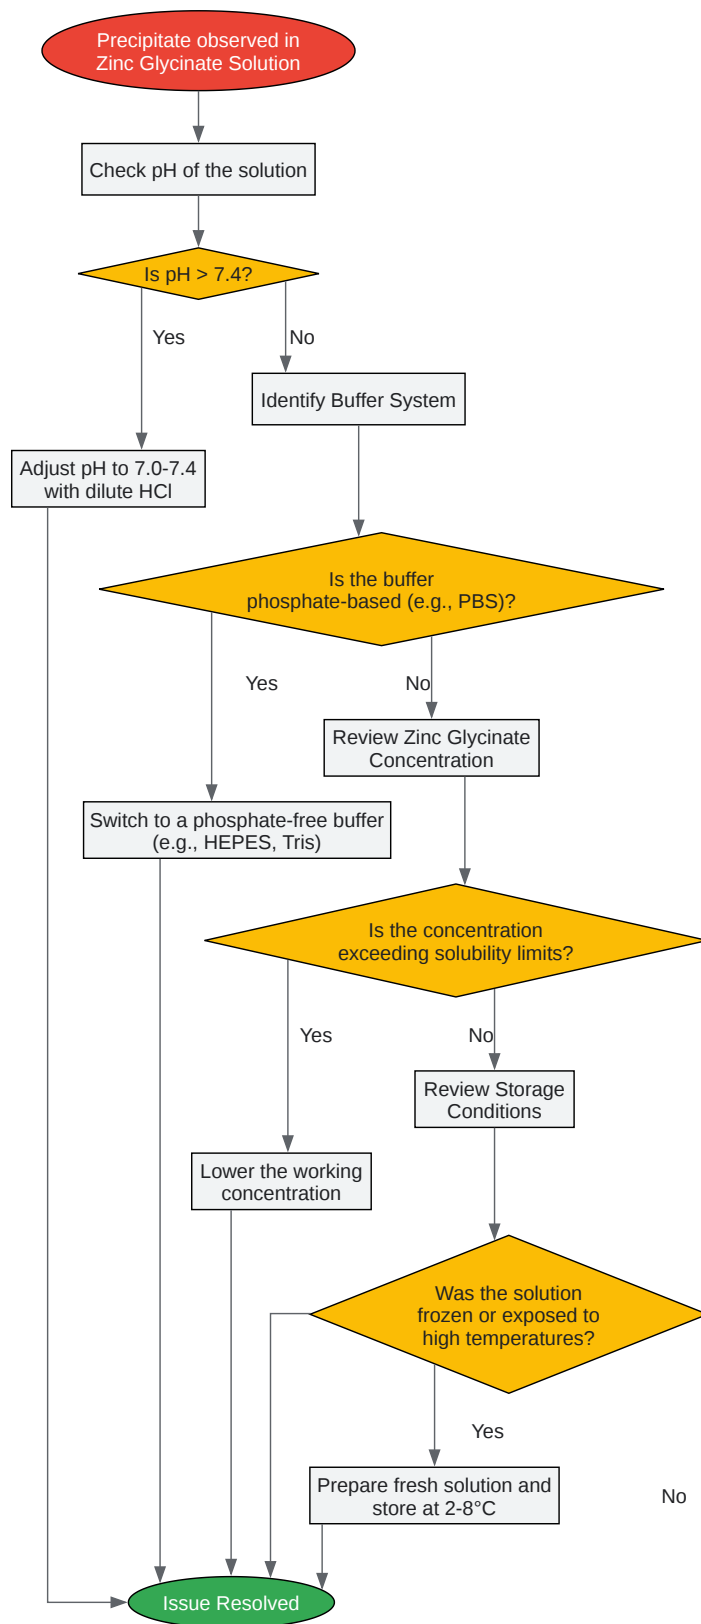 Precipitate observed in
Zinc Glycinate Solution
Check pH of the solution
Is pH > 7.4?
Yes
No
Identify Buffer System
Adjust pH to 7.0-7.4
with dilute HCl
Is the buffer
phosphate-based (e.g., PBS)?
Yes
No
Review Zinc Glycinate
Concentration
Switch to a phosphate-free buffer
(e.g., HEPES, Tris)
Is the concentration
exceeding solubility limits?
Yes
No
Review Storage
Conditions
Lower the working
concentration
Was the solution
frozen or exposed to
high temperatures?
Yes
Prepare fresh solution and
store at 2-8°C
No
Issue Resolved